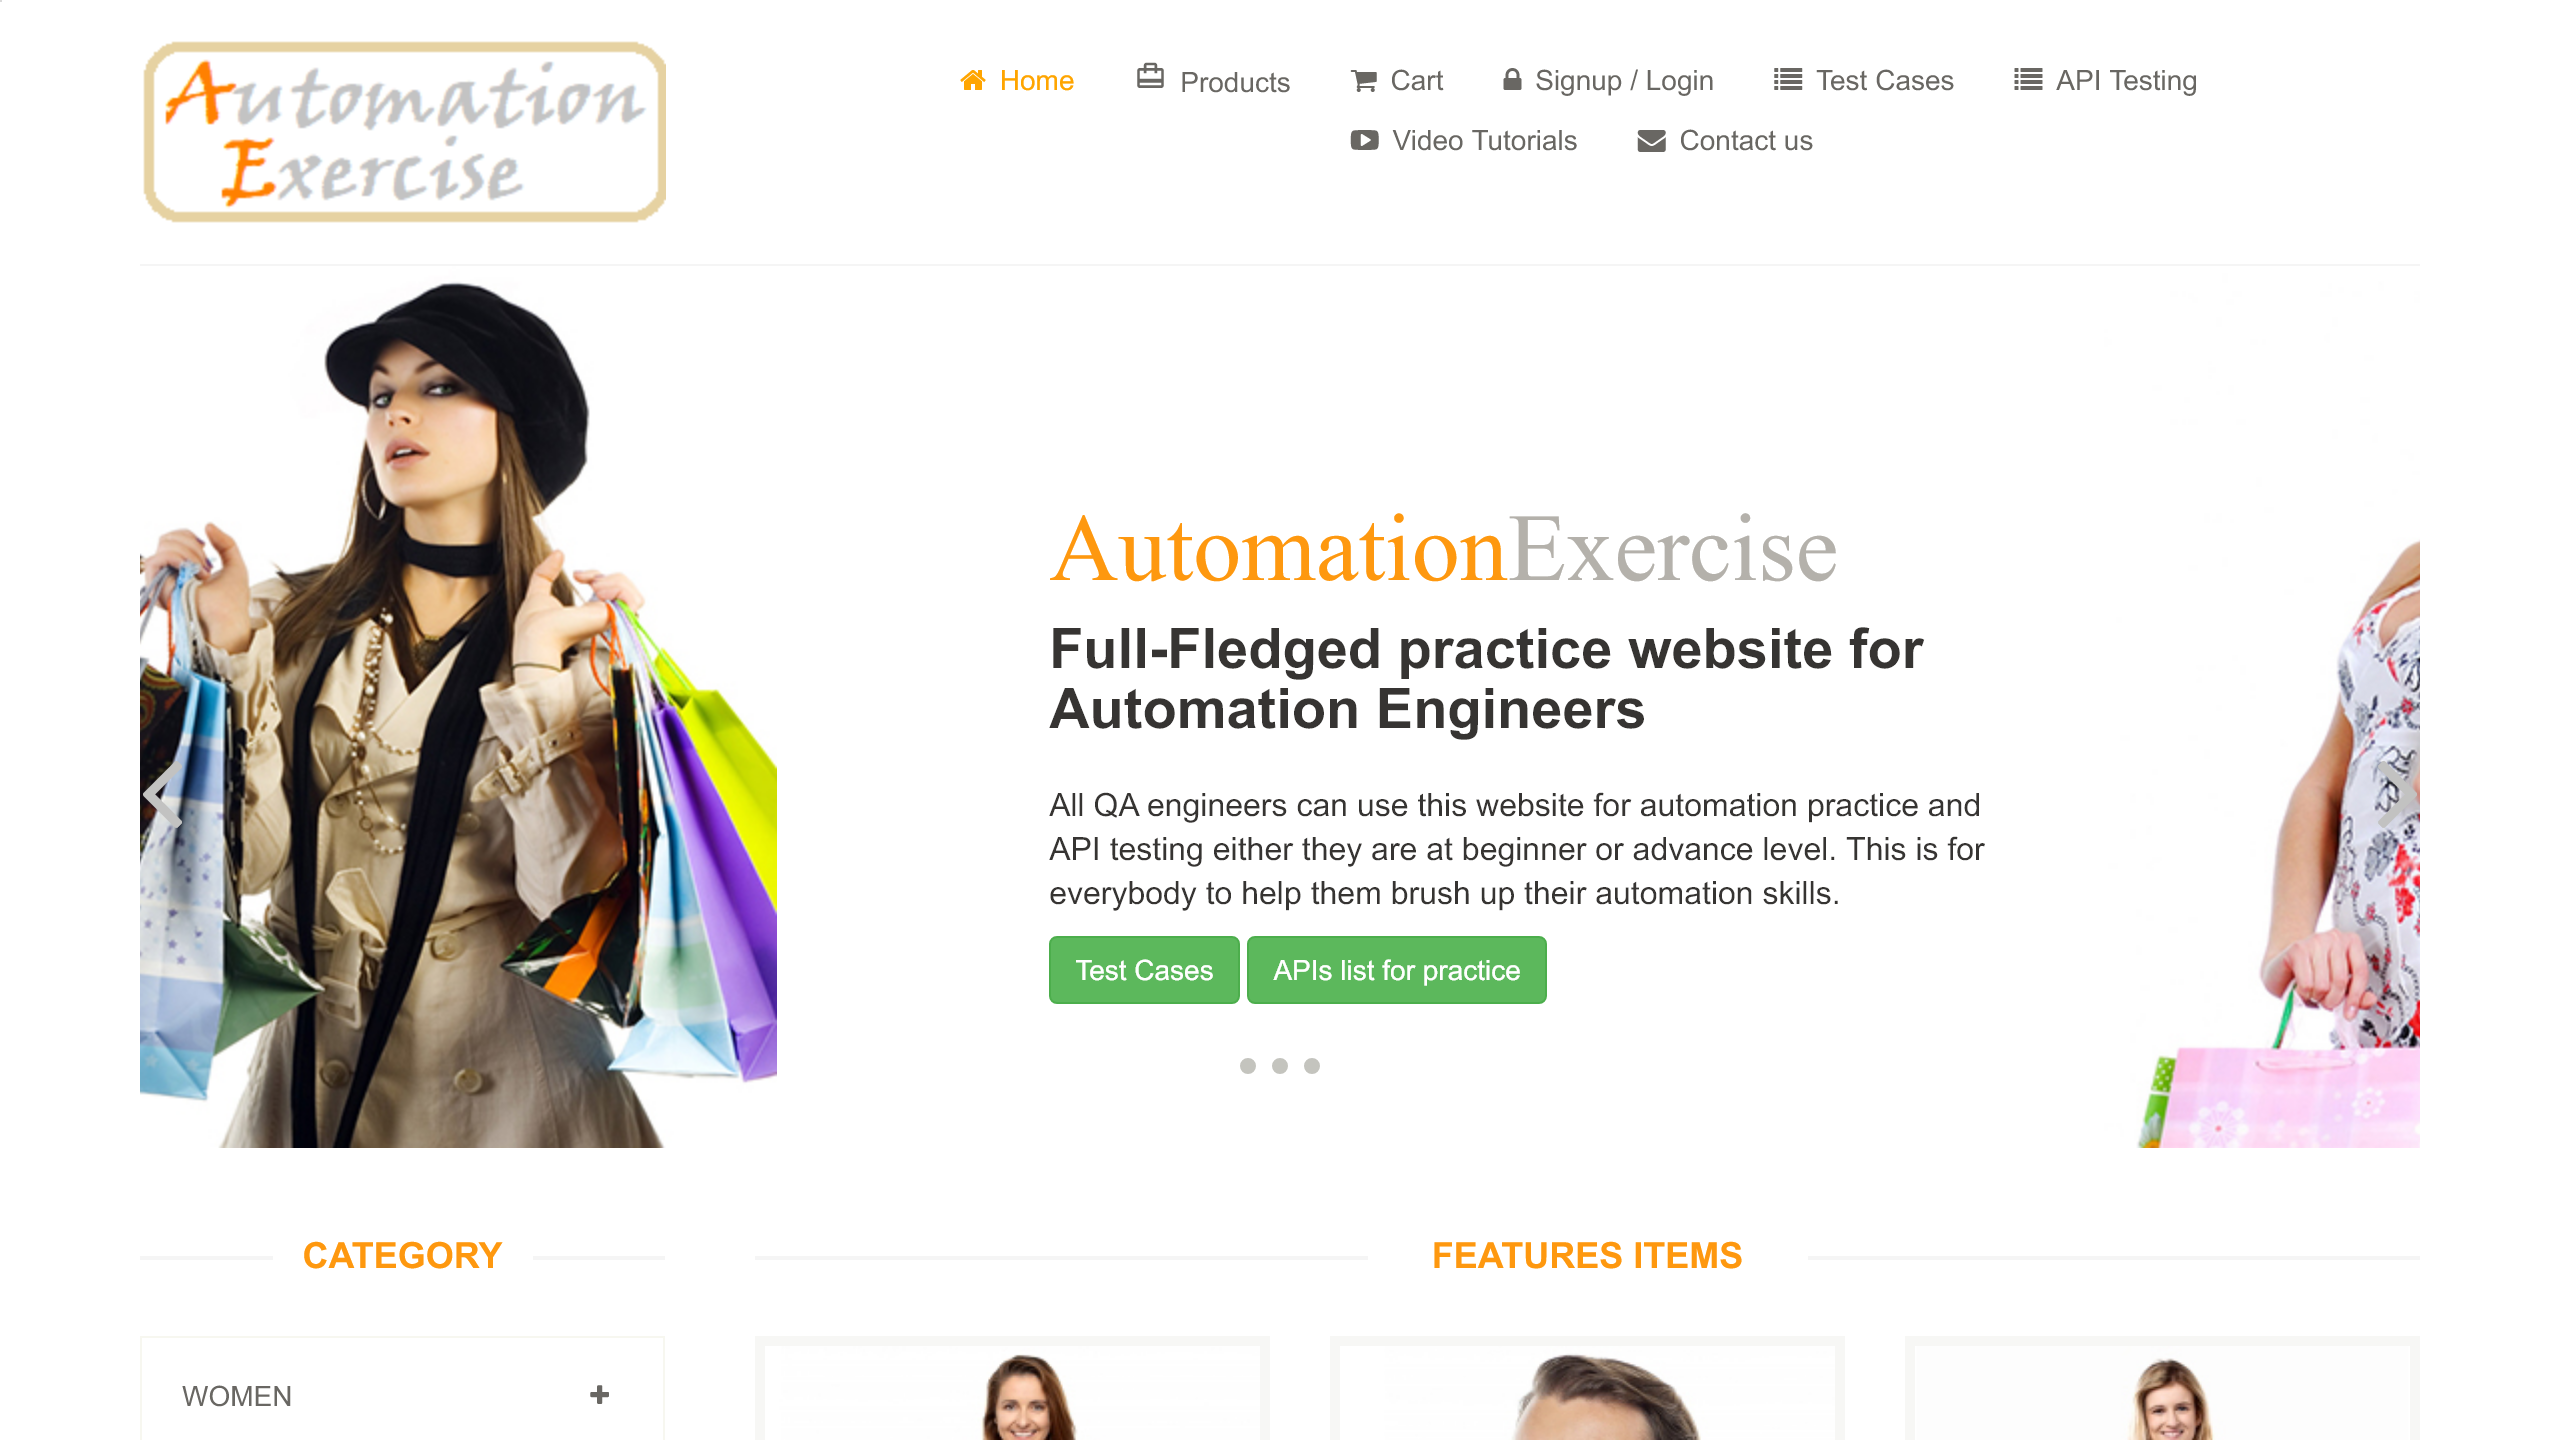 Automation
Exercise
Home
Products
Cart
Signup / Login
Test Cases
API Testing
Video Tutorials
Contact us
AutomationExercise
Full-Fledged practice website for
Automation Engineers
All QA engineers can use this website for automation practice and
API testing either they are at beginner or advance level. This is for
everybody to help them brush up their automation skills.
Test Cases
APIs list for practice
CATEGORY
FEATURES ITEMS
WOMEN